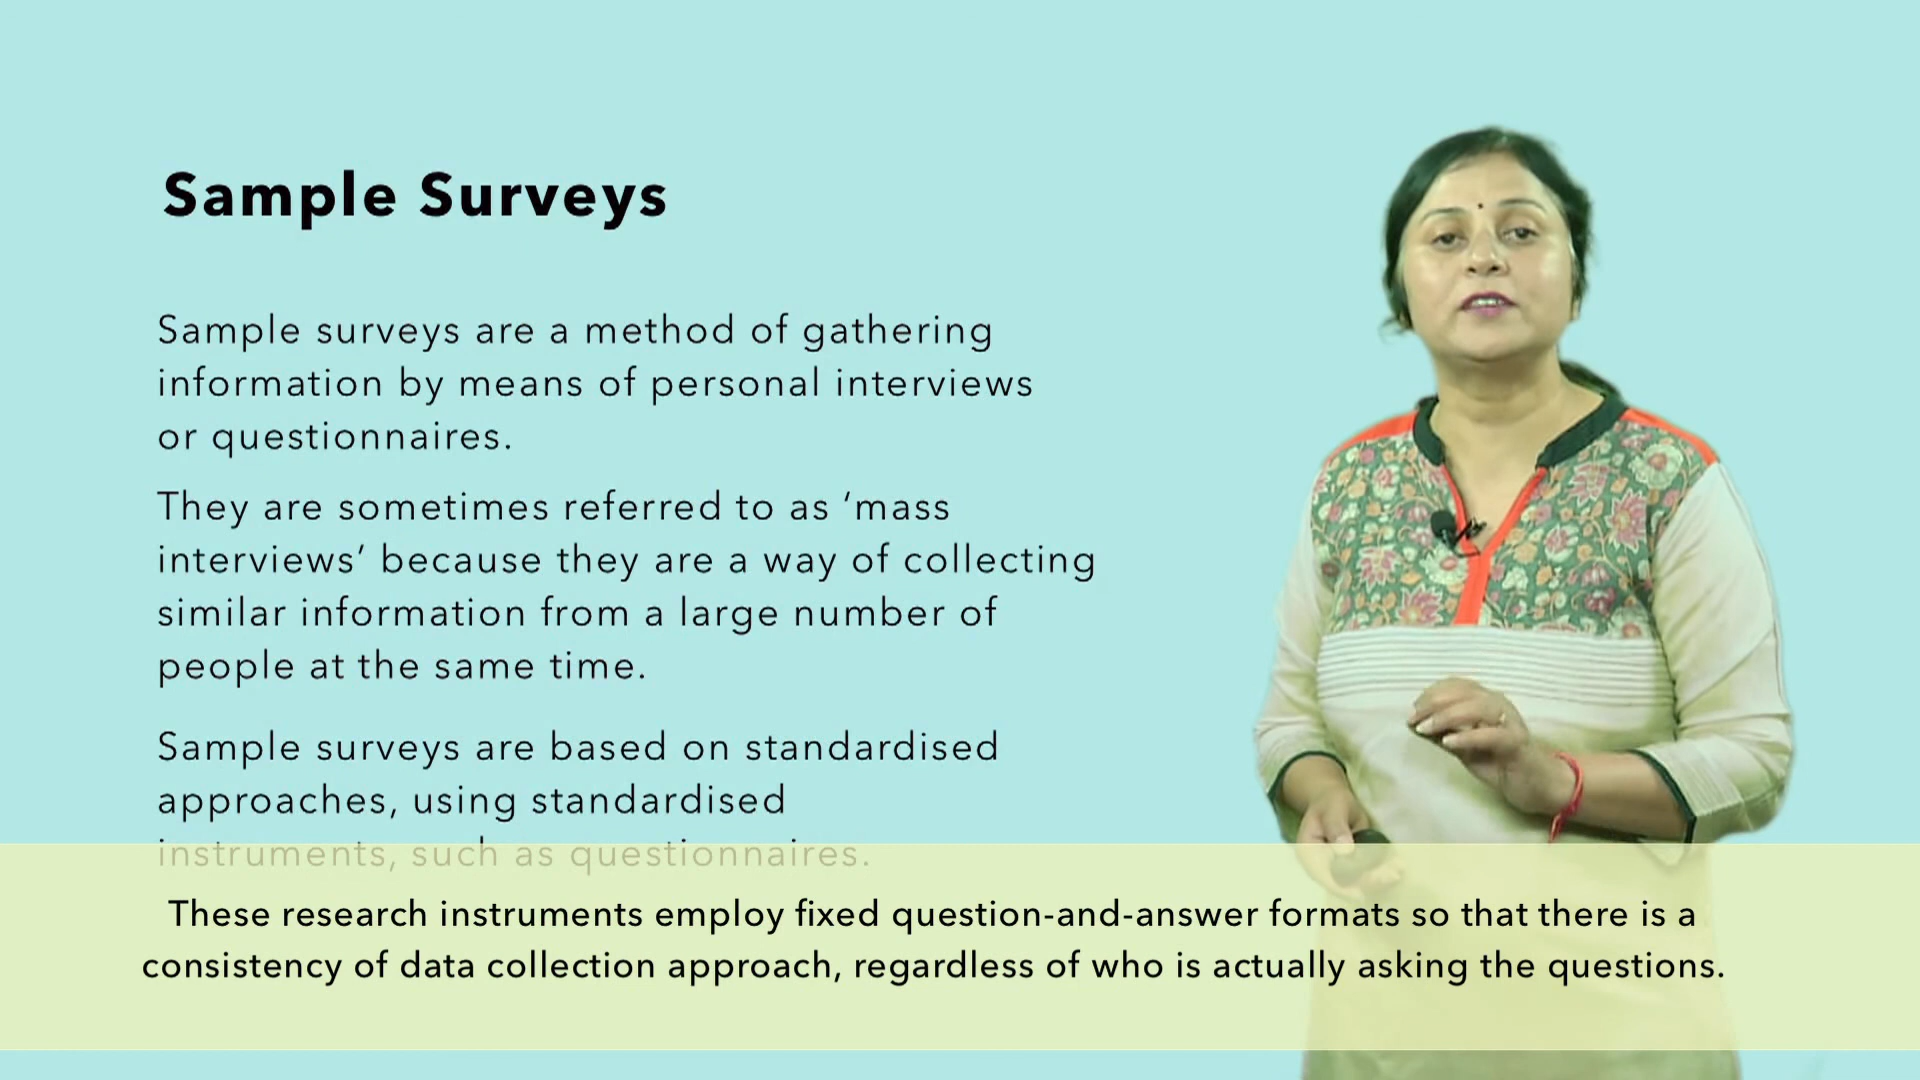 Sample Surveys
Sample surveys are a method of gathering
information by means of personal interviews
or questionnaires.
They are sometimes referred to as ‘mass
interviews’ because they are a way of collecting
similar information from a large number of
people at the same time.
Sample surveys are based on standardised
approaches, using standardised
instruments, such as questionnaires.
These research instruments employ fixed question-and-answer formats so that there is a
consistency of data collection approach, regardless of who is actually asking the questions.